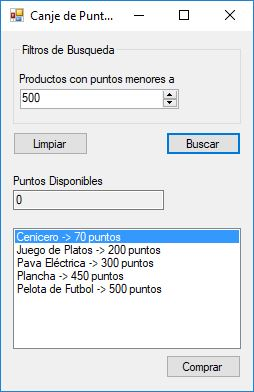 Canje de Punt...
Filtros de Busqueda
Productos con puntos menores a
500
Limpiar
Buscar
Puntos Disponibles
0
Cenicero -> 70 puntos
Juego de Platos -> 200 puntos
Pava Eléctrica -> 300 puntos
Plancha -> 450 puntos
Pelota de Futbol -> 500 puntos
Comprar